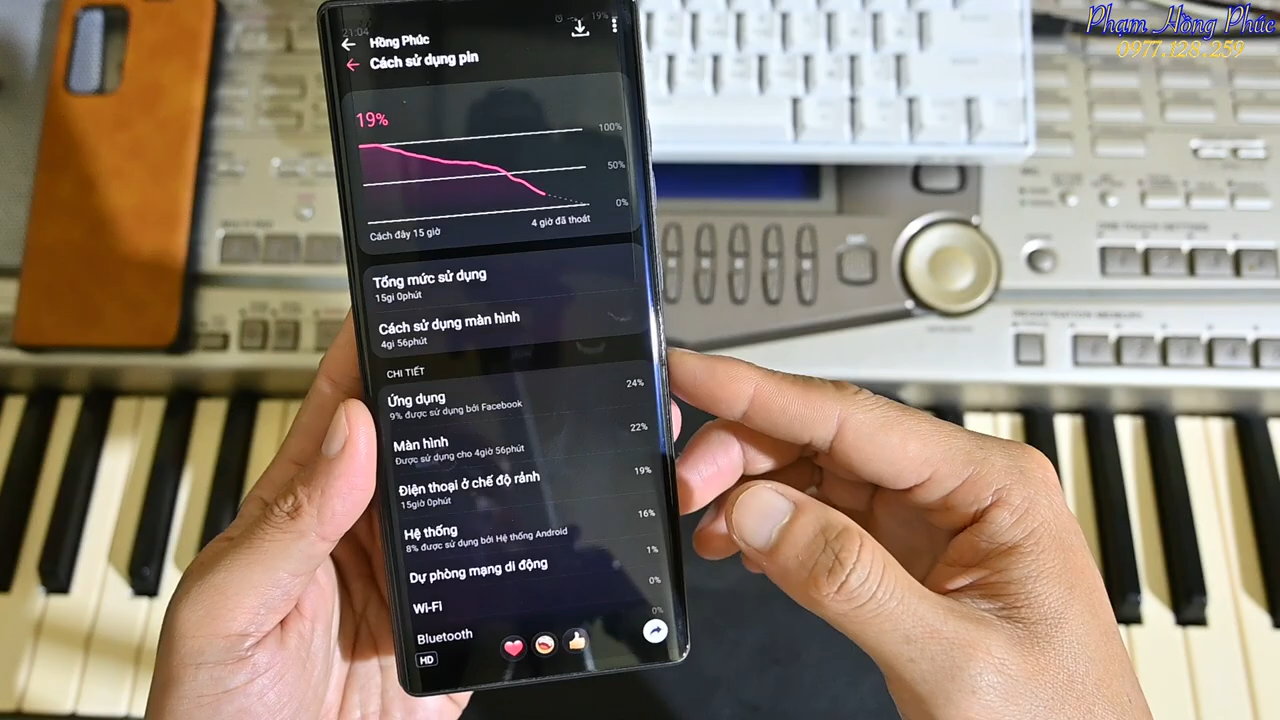 Phạm Hồng Phúc
0977.128.259
21:04
19%
Hồng Phúc
Cách sử dụng pin
19%
100%
50%
0%
Cách đây 15 giờ
4 giờ đã thoát
Tổng mức sử dụng
15gi 0phút
Cách sử dụng màn hình
4gi 56phút
CHI TIẾT
Ứng dụng
24%
9% được sử dụng bởi Facebook
Màn hình
22%
Được sử dụng cho 4giờ 56phút
Điện thoại ở chế độ rảnh
19%
15giờ 0phút
Hệ thống
16%
8% được sử dụng bởi Hệ thống Android
Dự phòng mạng di động
1%
Wi-Fi
0%
Bluetooth
0%
HD